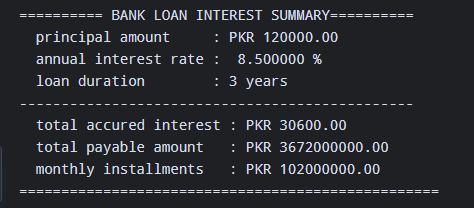 ========== BANK LOAN INTEREST SUMMARY==========
principal amount     : PKR 120000.00
annual interest rate :  8.500000 %
loan duration        : 3 years
-----------------------------------------------
total accured interest : PKR 30600.00
total payable amount   : PKR 3672000000.00
monthly installments   : PKR 102000000.00
==================================================